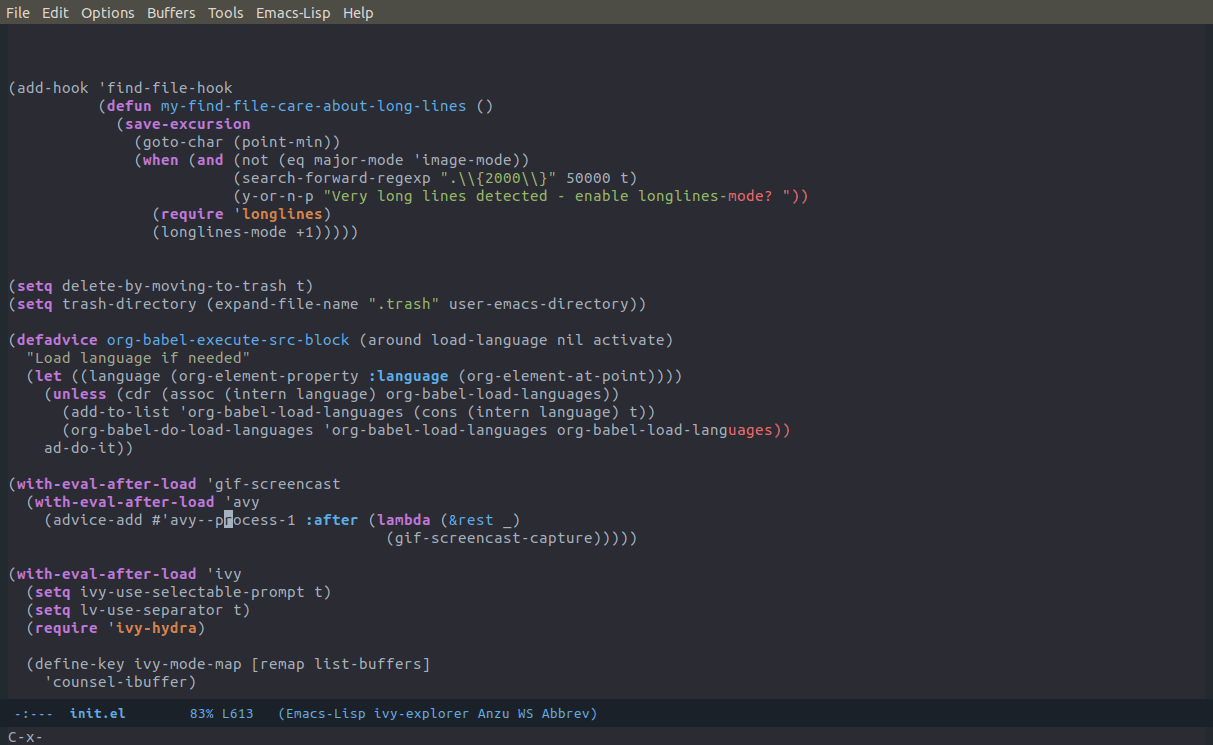 File Edit Options Buffers Tools Emacs-Lisp Help
(add-hook 'find-file-hook
          (defun my-find-file-care-about-long-lines ()
            (save-excursion
              (goto-char (point-min))
              (when (and (not (eq major-mode 'image-mode))
                         (search-forward-regexp ".\\{2000\\}" 50000 t)
                         (y-or-n-p "Very long lines detected - enable longlines-mode? "))
                (require 'longlines)
                (longlines-mode +1)))))
(setq delete-by-moving-to-trash t)
(setq trash-directory (expand-file-name ".trash" user-emacs-directory))
(defadvice org-babel-execute-src-block (around load-language nil activate)
  "Load language if needed"
  (let ((language (org-element-property :language (org-element-at-point))))
    (unless (cdr (assoc (intern language) org-babel-load-languages))
      (add-to-list 'org-babel-load-languages (cons (intern language) t))
      (org-babel-do-load-languages 'org-babel-load-languages org-babel-load-languages))
    ad-do-it))
(with-eval-after-load 'gif-screencast
  (with-eval-after-load 'avy
    (advice-add #'avy--process-1 :after (lambda (&rest _)
                                          (gif-screencast-capture)))))
(with-eval-after-load 'ivy
  (setq ivy-use-selectable-prompt t)
  (setq lv-use-separator t)
  (require 'ivy-hydra)
  (define-key ivy-mode-map [remap list-buffers]
    'counsel-ibuffer)
-:---  init.el       83% L613   (Emacs-Lisp ivy-explorer Anzu WS Abbrev)
C-x-